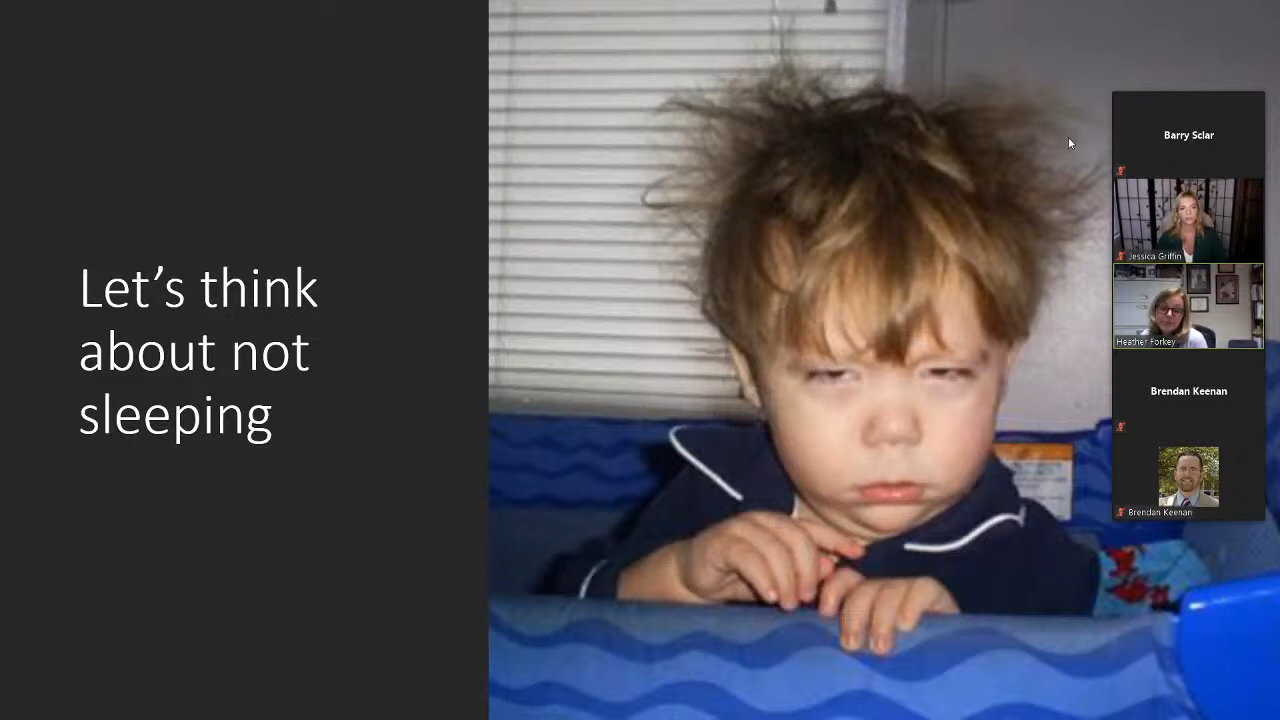 Let’s think
about not
sleeping
Barry Sclar
Jessica Griffin
Heather Forkey
Brendan Keenan
Brendan Keenan